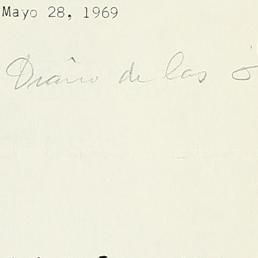 Mayo 28, 1969
Diario de las